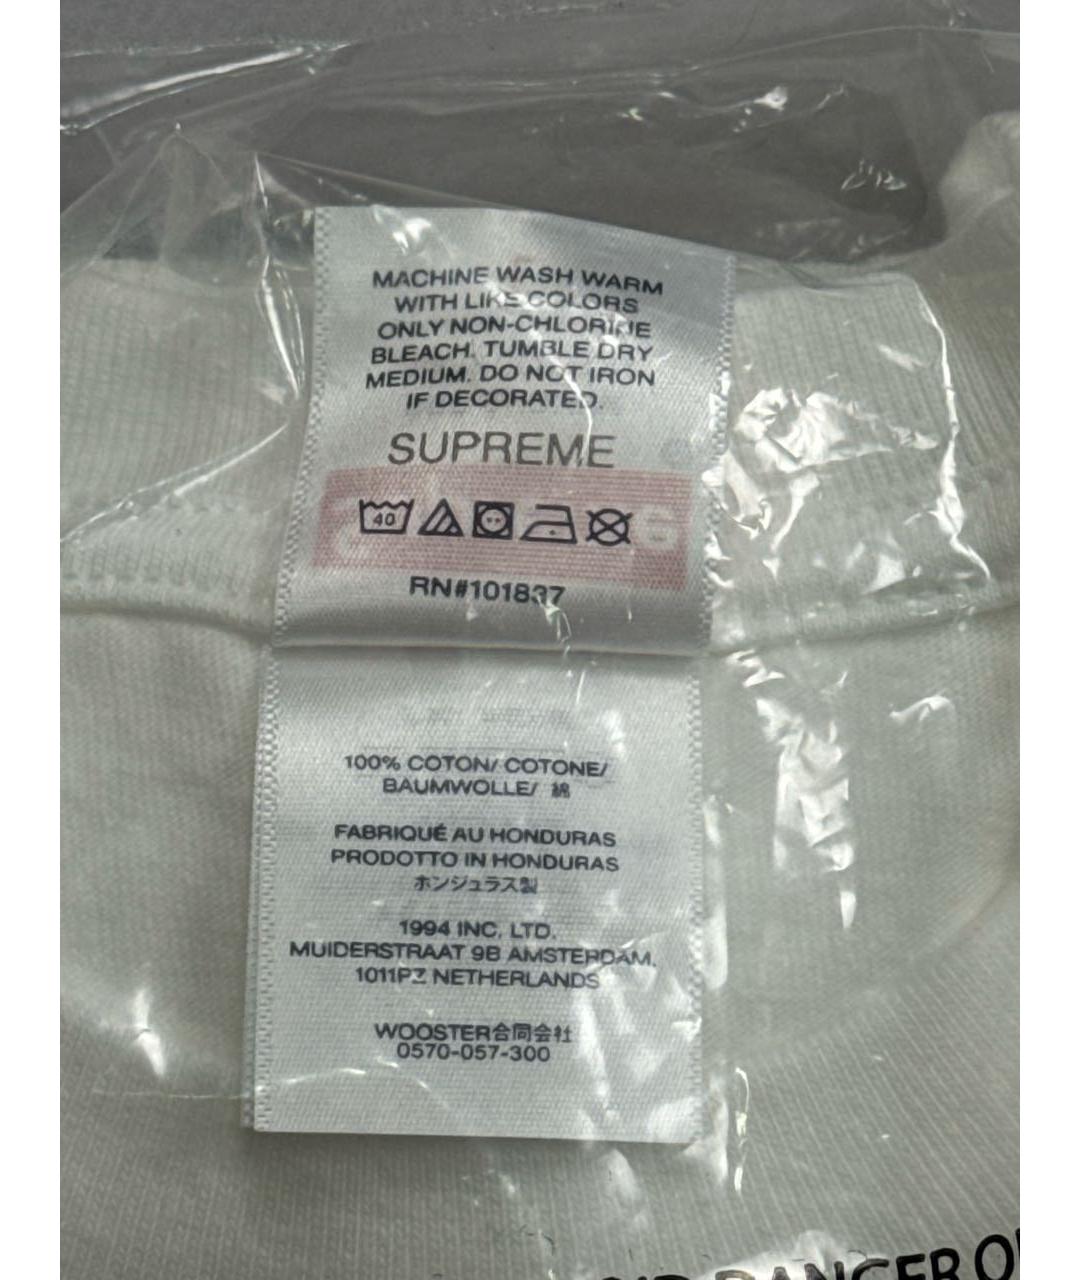 MACHINE WASH WARM
WITH LIKE COLORS
ONLY NON-CHLORINE
BLEACH. TUMBLE DRY
MEDIUM. DO NOT IRON
IF DECORATED.
SUPREME
40
RN#101837
100% COTON/ COTONE/
BAUMWOLLE/ 綿
FABRIQUÉ AU HONDURAS
PRODOTTO IN HONDURAS
ホンジュラス製
1994 INC. LTD.
MUIDERSTRAAT 9B AMSTERDAM,
1011PZ NETHERLANDS
WOOSTER合同会社
0570-057-300
DANGER